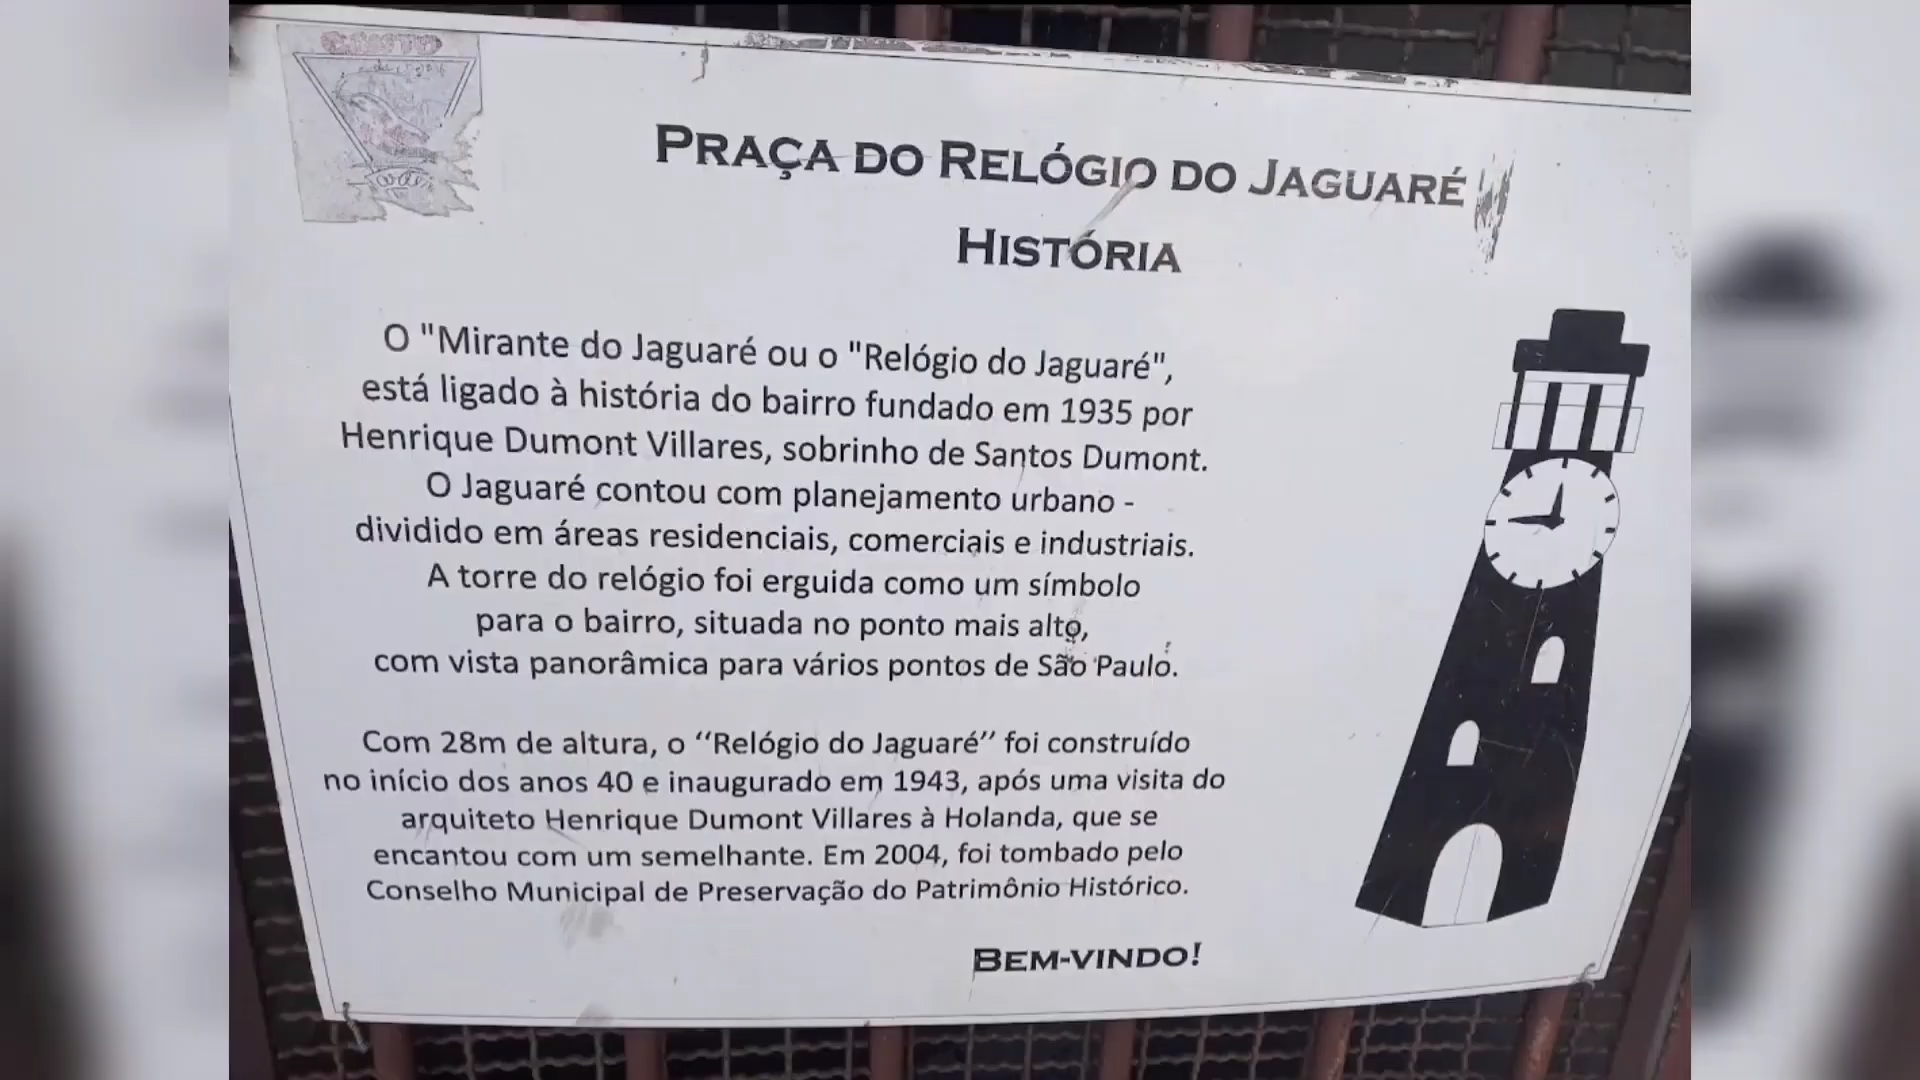 PRAÇA DO RELÓGIO DO JAGUARÉ
HISTÓRIA
O "Mirante do Jaguaré ou o "Relógio do Jaguaré",
está ligado à história do bairro fundado em 1935 por
Henrique Dumont Villares, sobrinho de Santos Dumont.
O Jaguaré contou com planejamento urbano -
dividido em áreas residenciais, comerciais e industriais.
A torre do relógio foi erguida como um símbolo
para o bairro, situada no ponto mais alto,
com vista panorâmica para vários pontos de São Paulo.
Com 28m de altura, o “Relógio do Jaguaré” foi construído
no início dos anos 40 e inaugurado em 1943, após uma visita do
arquiteto Henrique Dumont Villares à Holanda, que se
encantou com um semelhante. Em 2004, foi tombado pelo
Conselho Municipal de Preservação do Patrimônio Histórico.
BEM-VINDO!